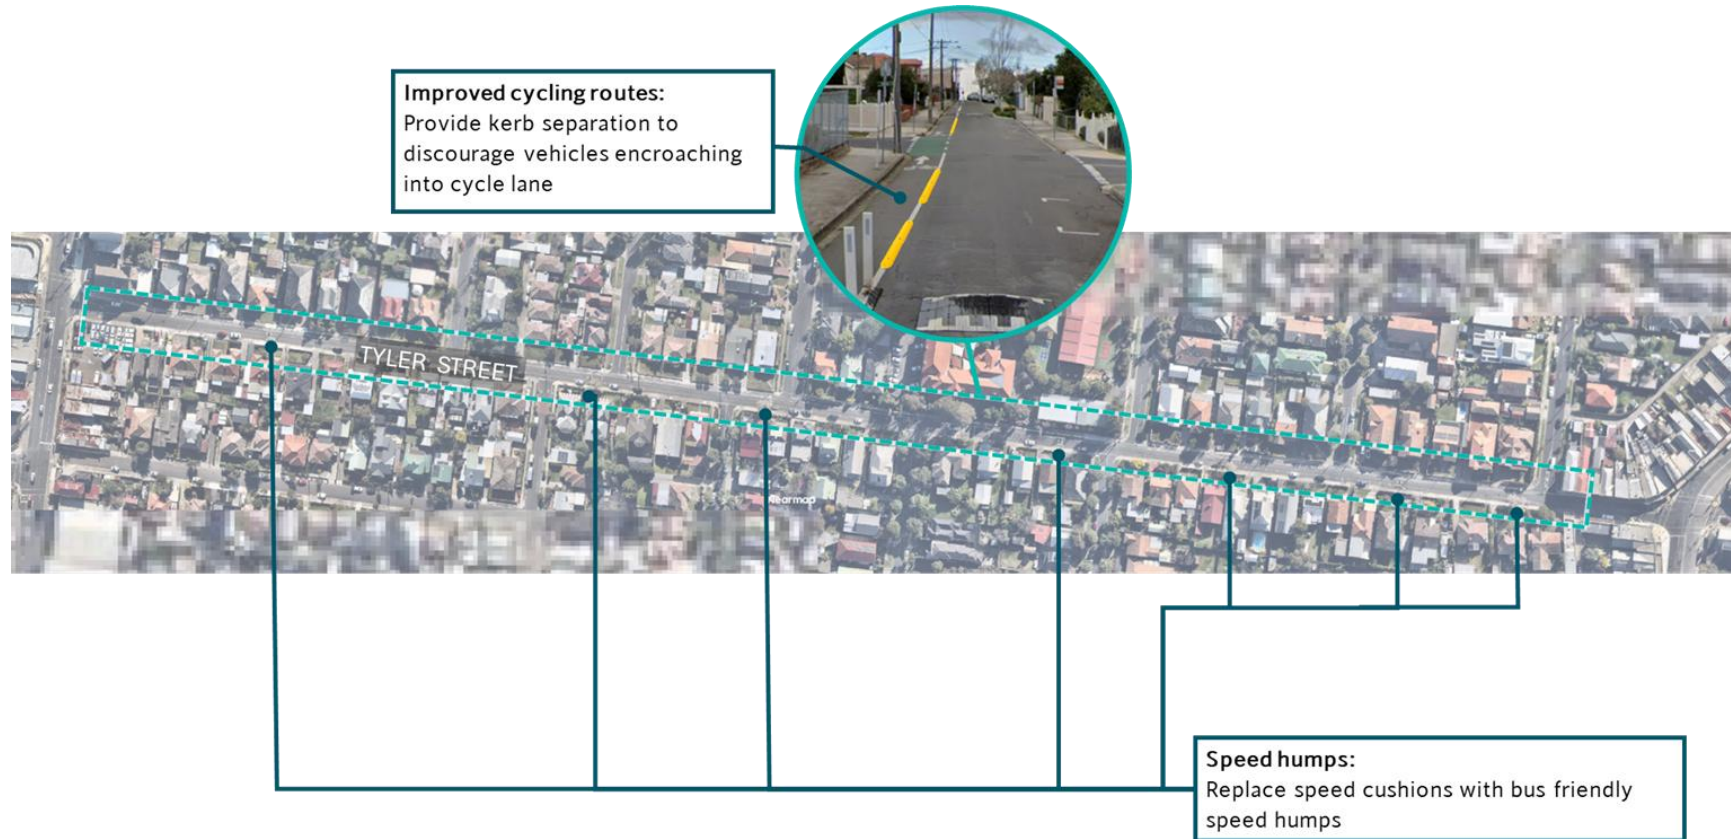 Improved cycling routes:
Provide kerb separation to
discourage vehicles encroaching
into cycle lane
TYLER STREET
Nearmap
Speed humps:
Replace speed cushions with bus friendly
speed humps